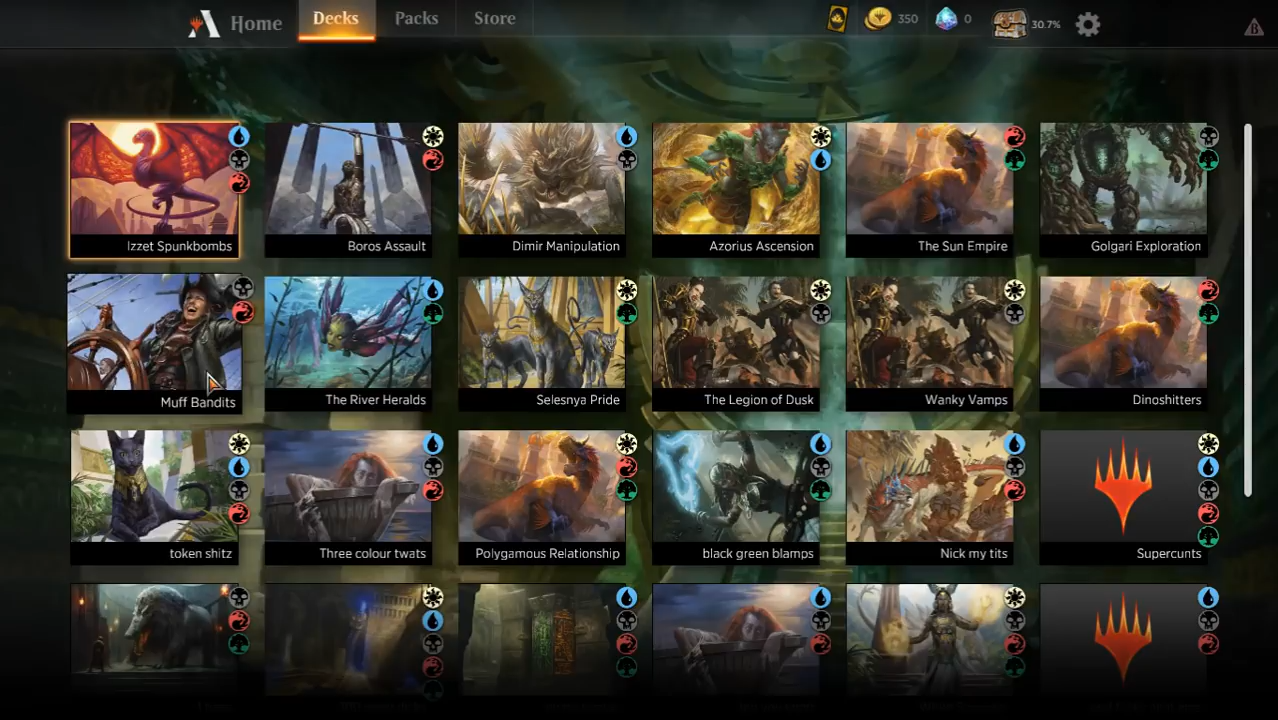 Home
Decks
Packs
Store
350
0
30.7%
B
Izzet Spunkbombs
Boros Assault
Dimir Manipulation
Azorius Ascension
The Sun Empire
Golgari Exploration
Muff Bandits
The River Heralds
Selesnya Pride
The Legion of Dusk
Wanky Vamps
Dinoshitters
token shitz
Three colour twats
Polygamous Relationship
black green blamps
Nick my tits
Supercunts